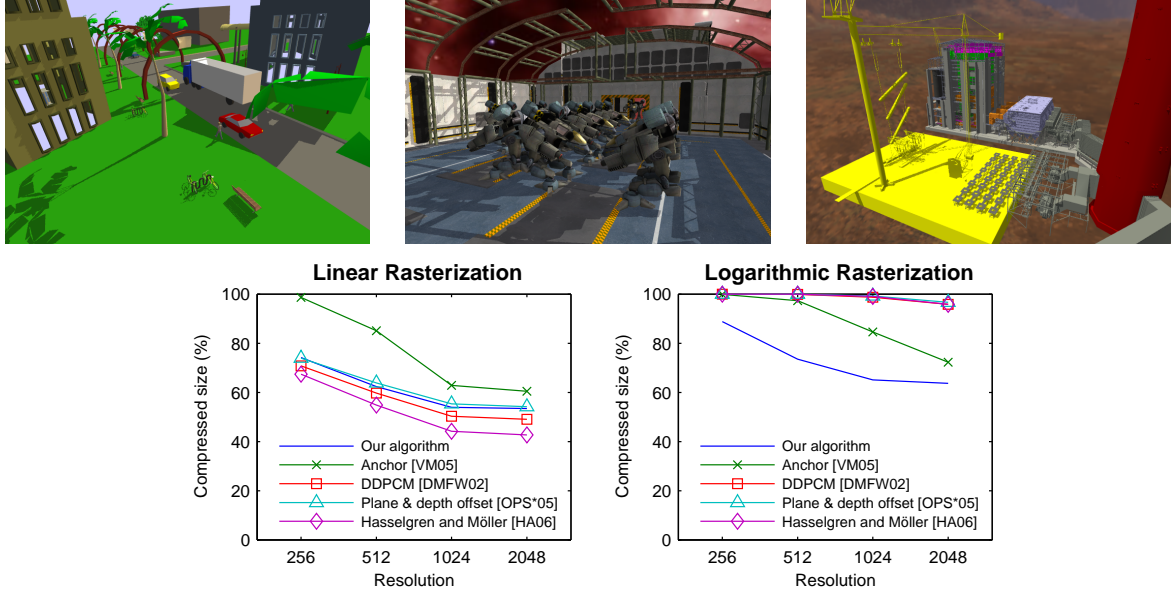 Linear Rasterization
100
80
60
40
20
0
Compressed size (%)
Our algorithm
Anchor [VM05]
DDPCM [DMFW02]
Plane & depth offset [OPS*05]
Hasselgren and Möller [HA06]
256 512 1024 2048
Resolution
Logarithmic Rasterization
100
80
60
40
20
0
Compressed size (%)
Our algorithm
Anchor [VM05]
DDPCM [DMFW02]
Plane & depth offset [OPS*05]
Hasselgren and Möller [HA06]
256 512 1024 2048
Resolution